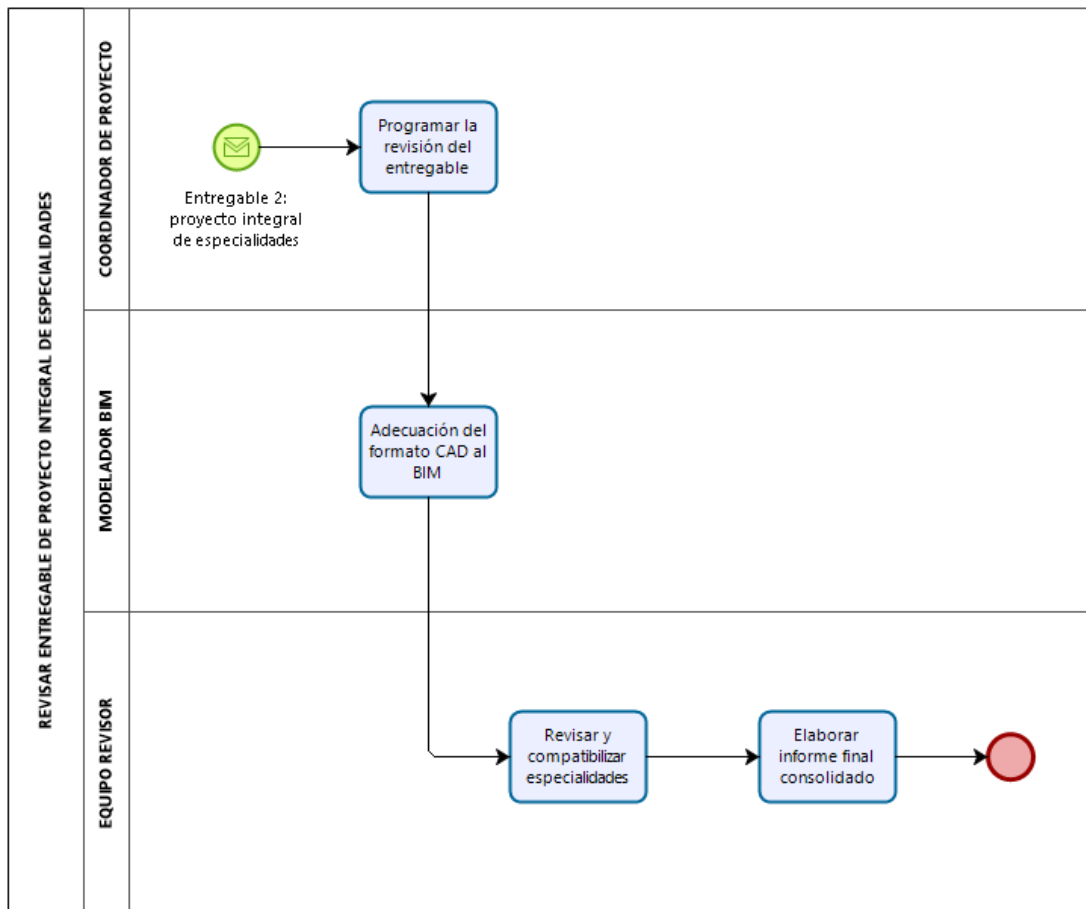 REVISAR ENTREGABLE DE PROYECTO INTEGRAL DE ESPECIALIDADES
COORDINADOR DE PROYECTO
Entregable 2:
proyecto integral
de especialidades
Programar la
revisión del
entregable
MODELADOR BIM
Adecuación del
formato CAD al
BIM
EQUIPO REVISOR
Revisar y
compatibilizar
especialidades
Elaborar
informe final
consolidado